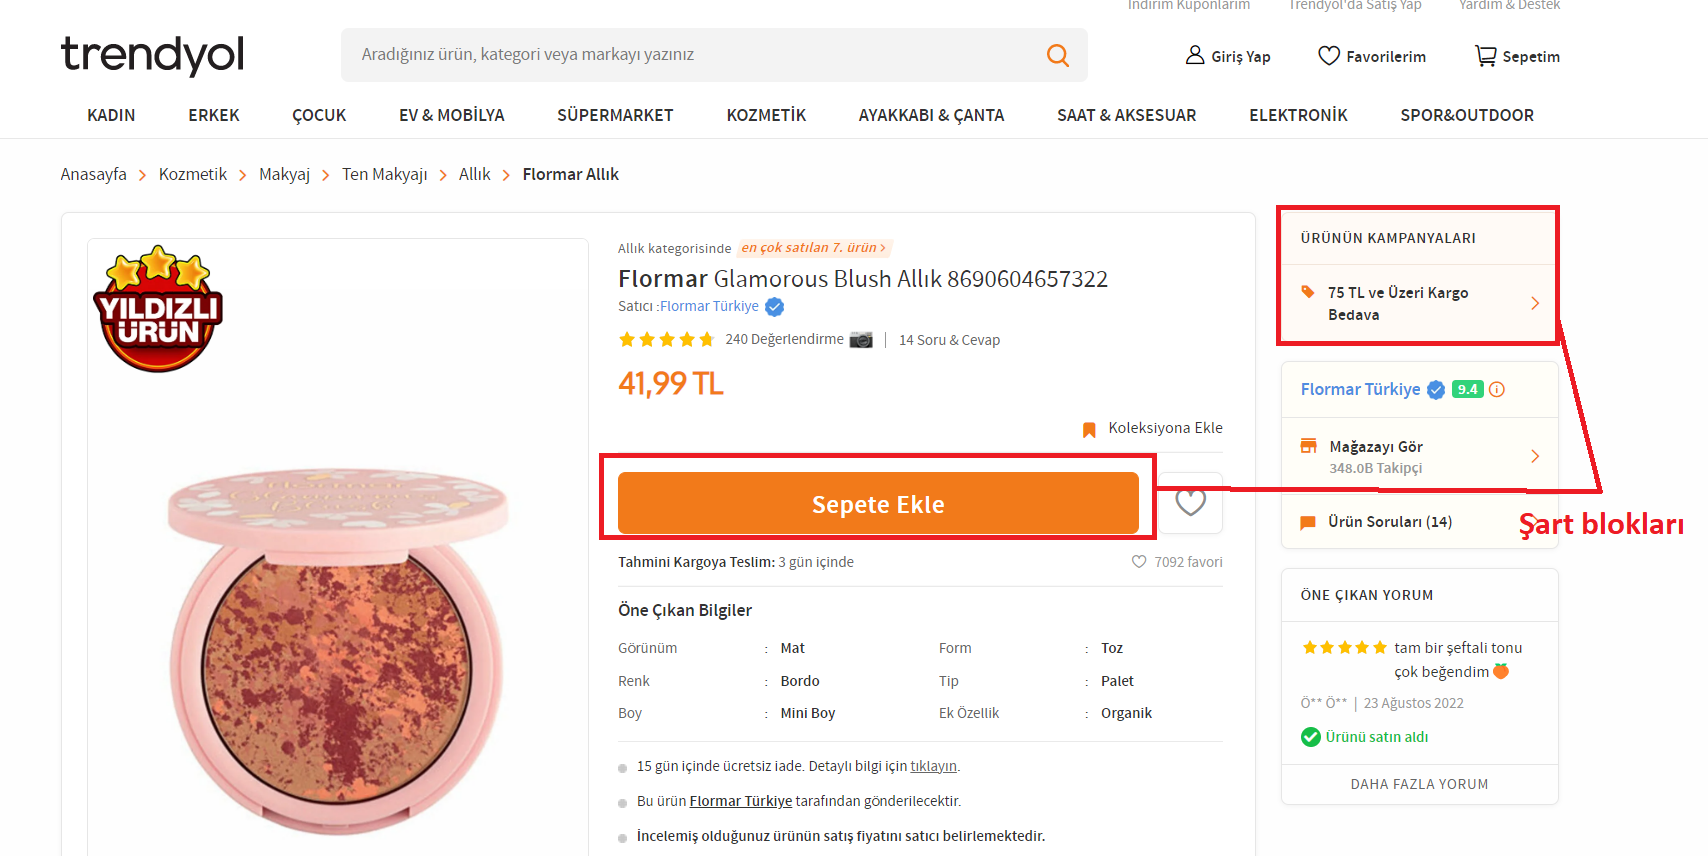 İndirim Kuponlarım Trendyol'da Satış Yap Yardım & Destek
trendyol
Aradığınız ürün, kategori veya markayı yazınız
Giriş Yap Favorilerim Sepetim
KADIN ERKEK ÇOCUK EV & MOBİLYA SÜPERMARKET KOZMETİK AYAKKABI & ÇANTA SAAT & AKSESUAR ELEKTRONİK SPOR&OUTDOOR
Anasayfa > Kozmetik > Makyaj > Ten Makyajı > Allık > Flormar Allık
YILDIZLI
ÜRÜN
Allık kategorisinde en çok satılan 7. ürün >
Flormar Glamorous Blush Allık 8690604657322
Satıcı :Flormar Türkiye
240 Değerlendirme | 14 Soru & Cevap
41,99 TL
Koleksiyona Ekle
Sepete Ekle
Tahmini Kargoya Teslim: 3 gün içinde 7092 favori
Öne Çıkan Bilgiler
Görünüm : Mat Form : Toz
Renk : Bordo Tip : Palet
Boy : Mini Boy Ek Özellik : Organik
15 gün içinde ücretsiz iade. Detaylı bilgi için tıklayın.
Bu ürün Flormar Türkiye tarafından gönderilecektir.
İncelemiş olduğunuz ürünün satış fiyatını satıcı belirlemektedir.
ÜRÜNÜN KAMPANYALARI
75 TL ve Üzeri Kargo
Bedava
Flormar Türkiye 9.4
Mağazayı Gör
348.0B Takipçi
Ürün Soruları (14)
Şart blokları
ÖNE ÇIKAN YORUM
tam bir şeftali tonu
çok beğendim
Ö** Ö** | 23 Ağustos 2022
Ürünü satın aldı
DAHA FAZLA YORUM